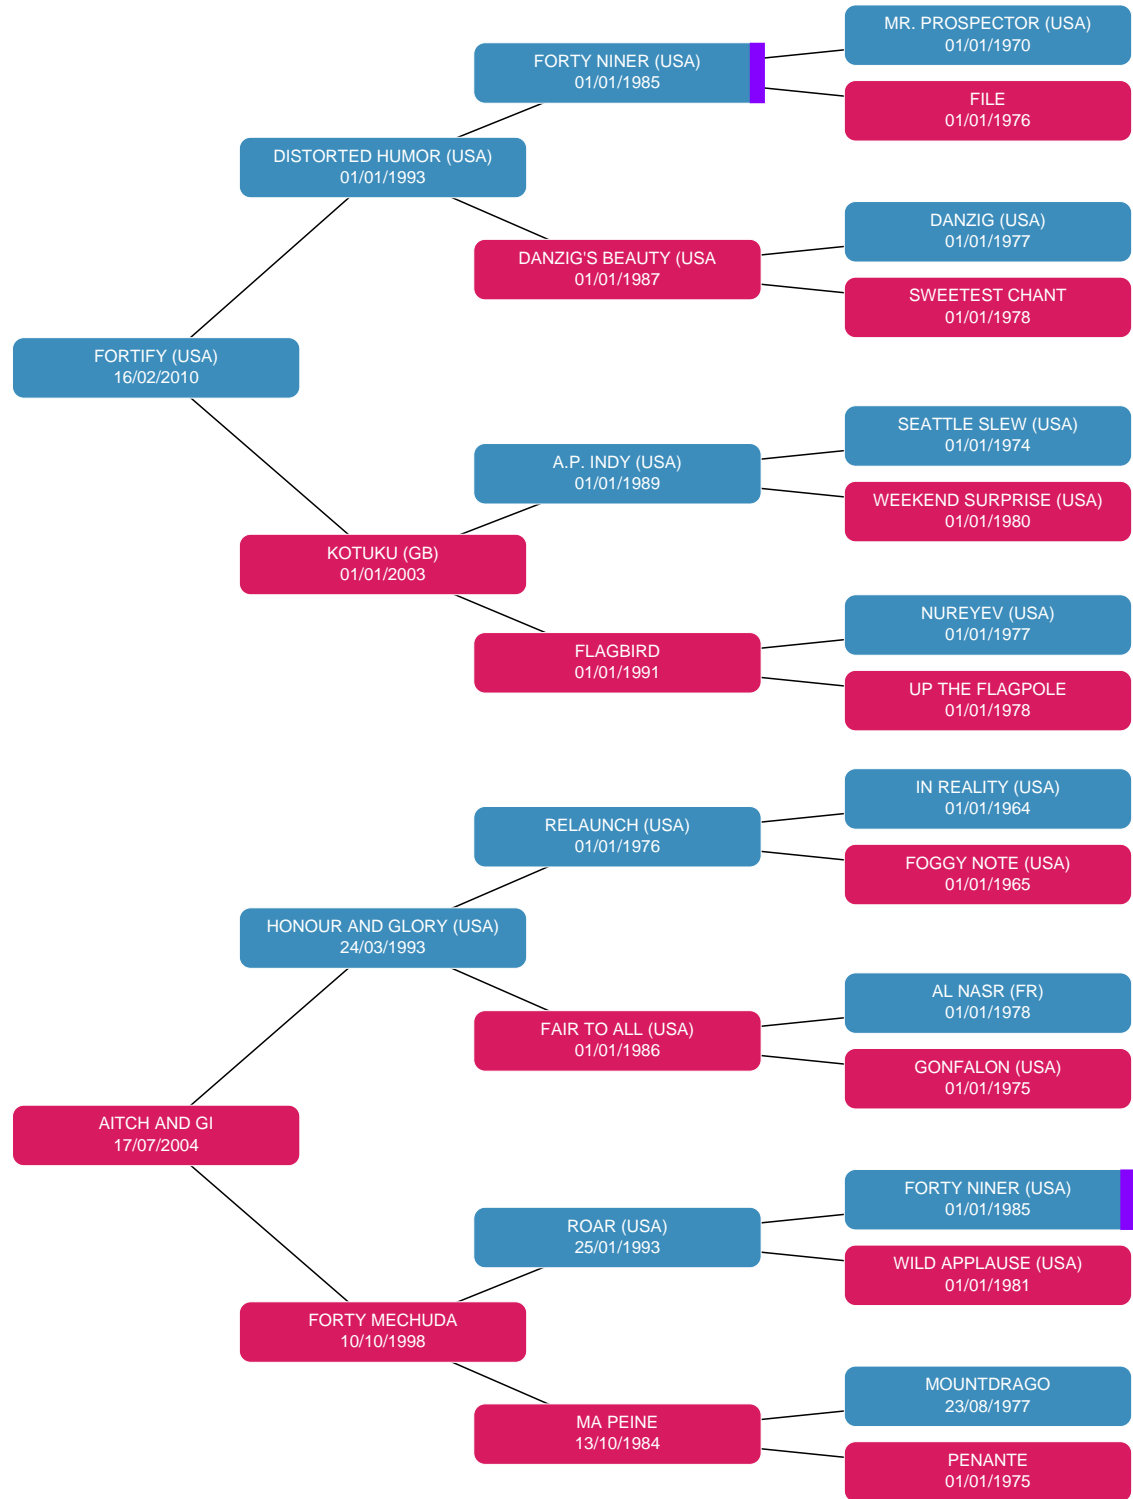 MR. PROSPECTOR (USA)
01/01/1970
FORTY NINER (USA)
01/01/1985
FILE
01/01/1976
DISTORTED HUMOR (USA)
01/01/1993
DANZIG (USA)
01/01/1977
DANZIG'S BEAUTY (USA
01/01/1987
SWEETEST CHANT
01/01/1978
FORTIFY (USA)
16/02/2010
SEATTLE SLEW (USA)
01/01/1974
A.P. INDY (USA)
01/01/1989
WEEKEND SURPRISE (USA)
01/01/1980
KOTUKU (GB)
01/01/2003
NUREYEV (USA)
01/01/1977
FLAGBIRD
01/01/1991
UP THE FLAGPOLE
01/01/1978
IN REALITY (USA)
01/01/1964
RELAUNCH (USA)
01/01/1976
FOGGY NOTE (USA)
01/01/1965
HONOUR AND GLORY (USA)
24/03/1993
AL NASR (FR)
01/01/1978
FAIR TO ALL (USA)
01/01/1986
GONFALON (USA)
01/01/1975
AITCH AND GI
17/07/2004
FORTY NINER (USA)
01/01/1985
ROAR (USA)
25/01/1993
WILD APPLAUSE (USA)
01/01/1981
FORTY MECHUDA
10/10/1998
MOUNTDRAGO
23/08/1977
MA PEINE
13/10/1984
PENANTE
01/01/1975